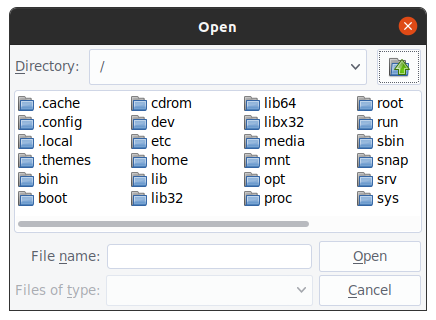 Open
Directory: /
.cache cdrom lib64 root
.config dev libx32 run
.local etc media sbin
.themes home mnt snap
bin lib opt srv
boot lib32 proc sys
File name: Open
Files of type: Cancel